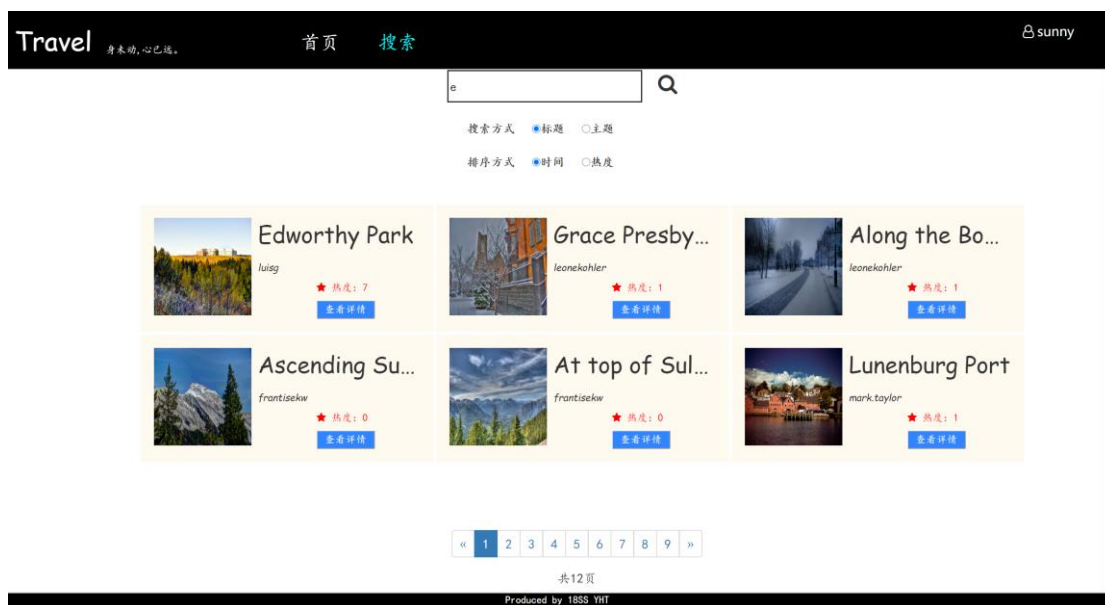 Travel 身未动,心已远。 首页 搜索 sunny
e
搜索方式 标题 主题
排序方式 时间 热度
Edworthy Park
luisg
热度: 7
查看详情
Grace Presby...
leonekohler
热度: 1
查看详情
Along the Bo...
leonekohler
热度: 1
查看详情
Ascending Su...
frantisekw
热度: 0
查看详情
At top of Sul...
frantisekw
热度: 0
查看详情
Lunenburg Port
mark.taylor
热度: 1
查看详情
« 1 2 3 4 5 6 7 8 9 »
共12页
Produced by 18SS YHT